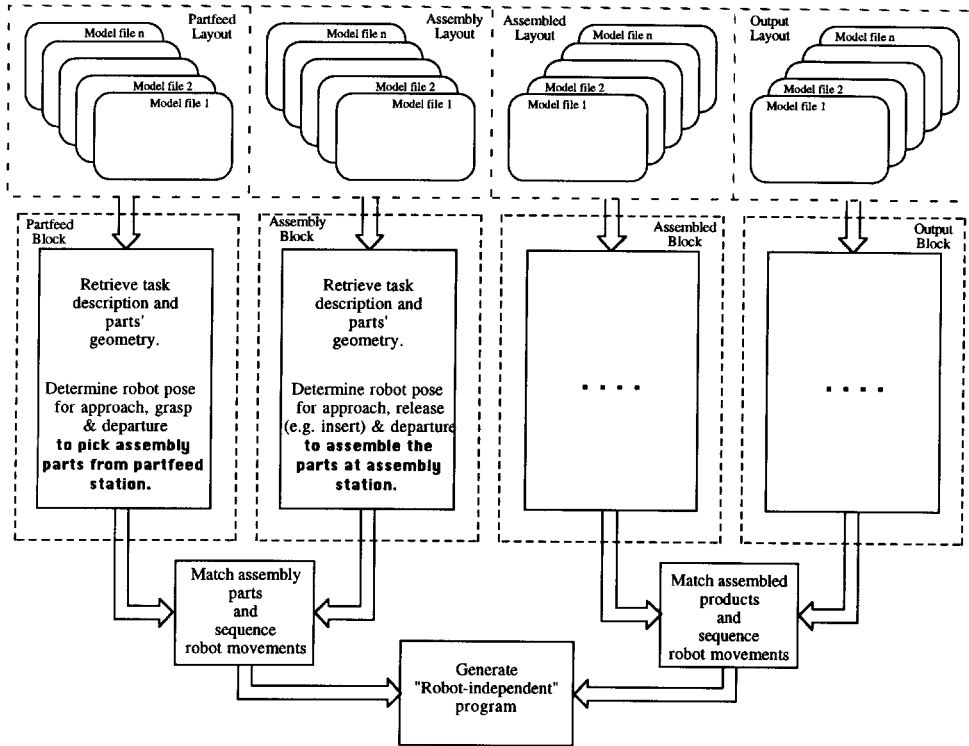 Partfeed
Layout
Model file n
Model file 2
Model file 1
Assembly
Layout
Model file n
Model file 2
Model file 1
Assembled
Layout
Model file n
Model file 2
Model file 1
Output
Layout
Model file n
Model file 2
Model file 1
Partfeed
Block
Retrieve task
description and
parts'
geometry.
Determine robot pose
for approach, grasp
& departure
to pick assembly
parts from partfeed
station.
Assembly
Block
Retrieve task
description and
parts'
geometry.
Determine robot pose
for approach, release
(e.g. insert) & departure
to assemble the
parts at assembly
station.
Assembled
Block
. . . .
Output
Block
. . . .
Match assembly
parts
and
sequence
robot movements
Match assembled
products
and
sequence
robot movements
Generate
"Robot-independent"
program